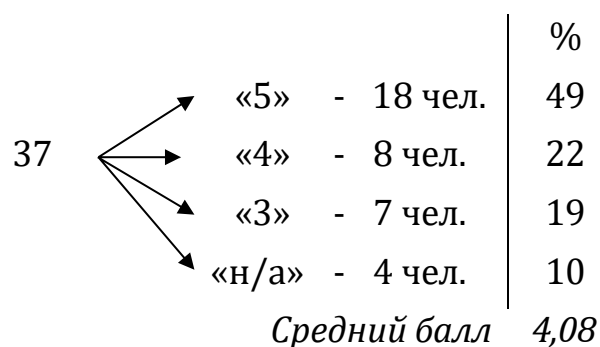 %
«5» - 18 чел. 49
37 «4» - 8 чел. 22
«3» - 7 чел. 19
«н/а» - 4 чел. 10
Средний балл 4,08